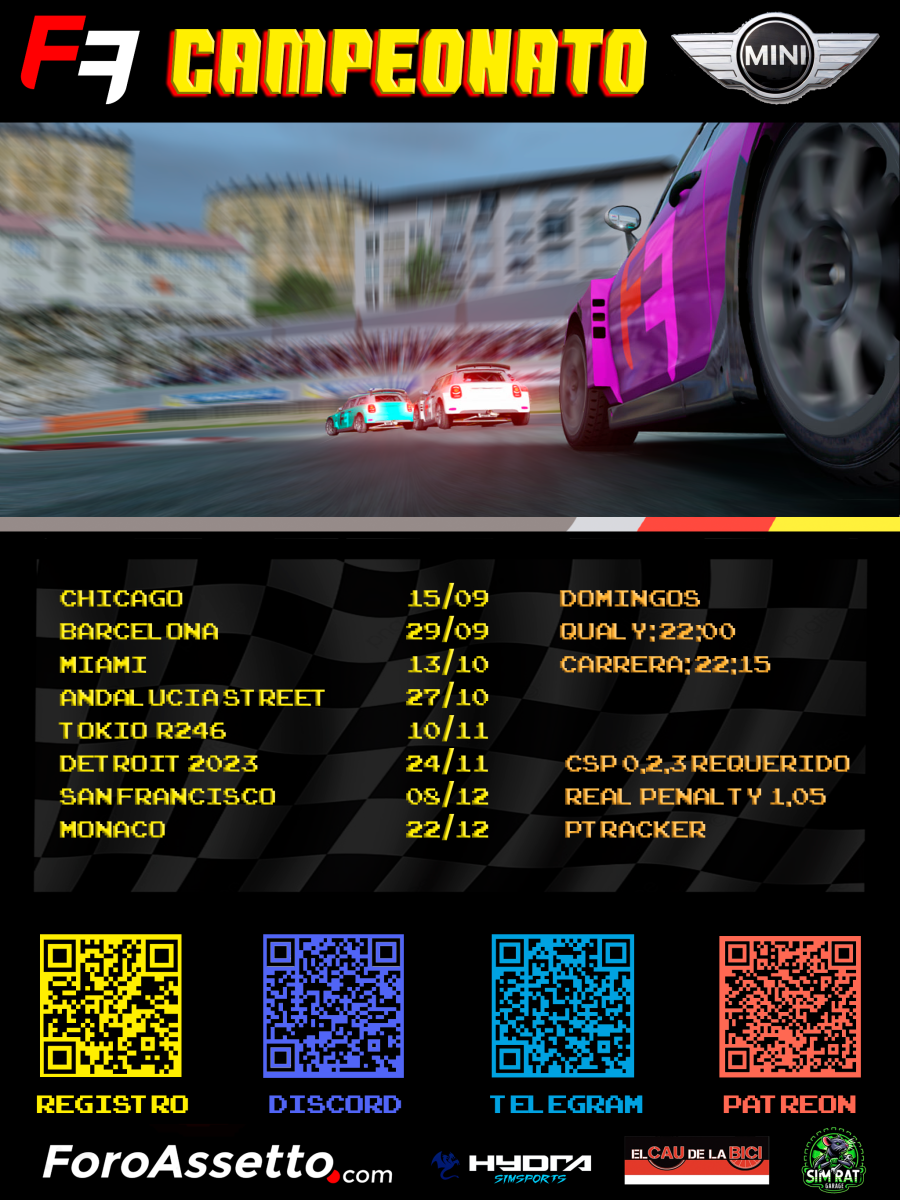 FF CAMPEONATO MINI
CHICAGO 15/09 DOMINGOS
BARCELONA 29/09 QUALY;22;00
MIAMI 13/10 CARRERA;22;15
ANDALUCIA STREET 27/10
TOKIO R246 10/11
DETROIT 2023 24/11 CSP 0,2,3 REQUERIDO
SAN FRANCISCO 08/12 REAL PENALTY 1,05
MONACO 22/12 PTRACKER
REGISTRO DISCORD TELEGRAM PATREON
ForoAssetto.com HYDRA SIMSPORTS EL CAU DE LA BICI SIM RAT GARAGE